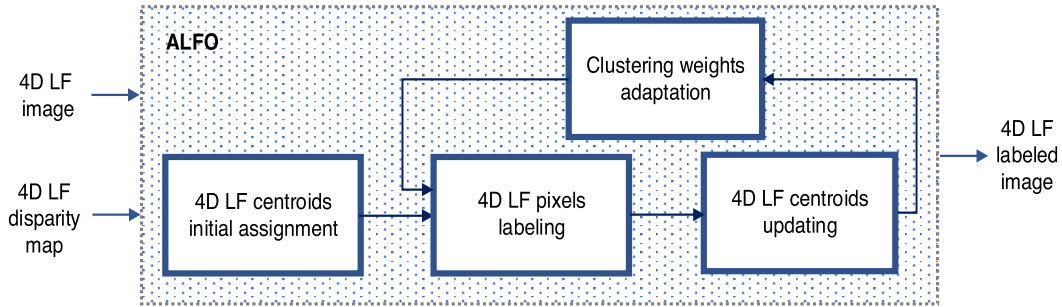 ALFO
4D LF
image
4D LF
disparity
map
Clustering weights
adaptation
4D LF centroids
initial assignment
4D LF pixels
labeling
4D LF centroids
updating
4D LF
labeled
image